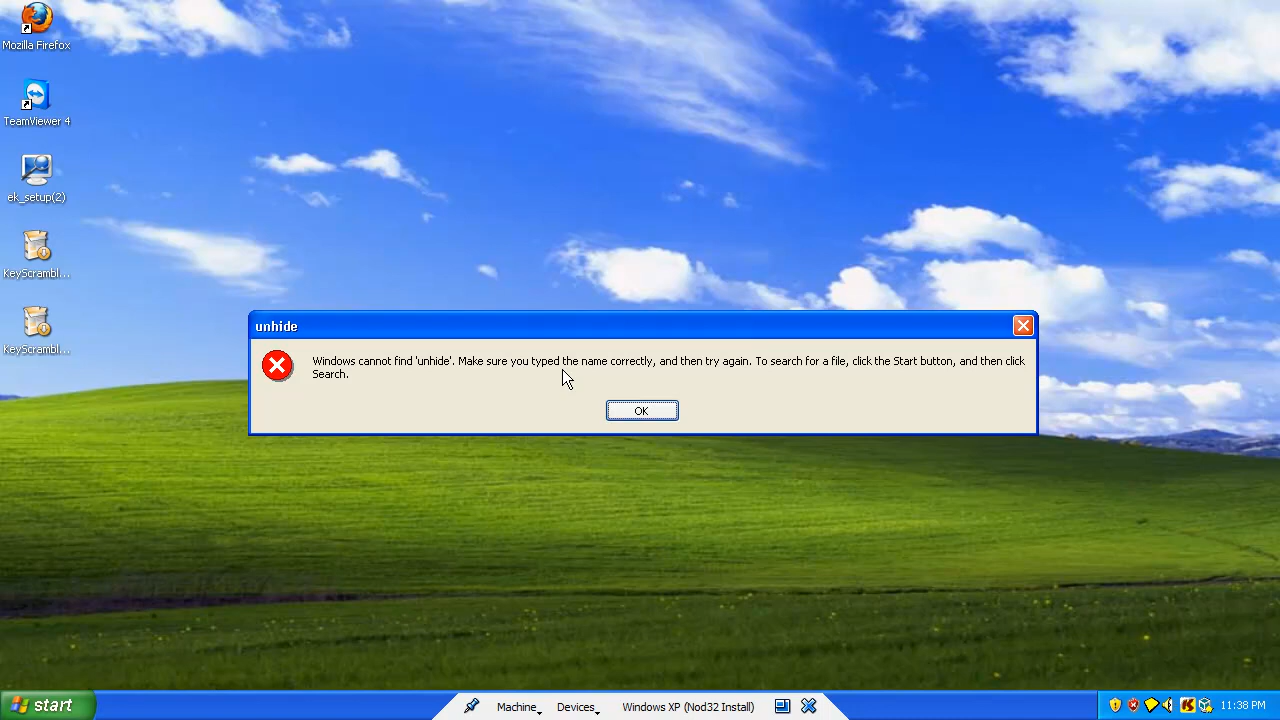 Mozilla Firefox
TeamViewer 4
ek_setup(2)
KeyScrambl...
KeyScrambl...
unhide
Windows cannot find 'unhide'. Make sure you typed the name correctly, and then try again. To search for a file, click the Start button, and then click
Search.
OK
start
Machine
Devices
Windows XP (Nod32 Install)
K
11:38 PM